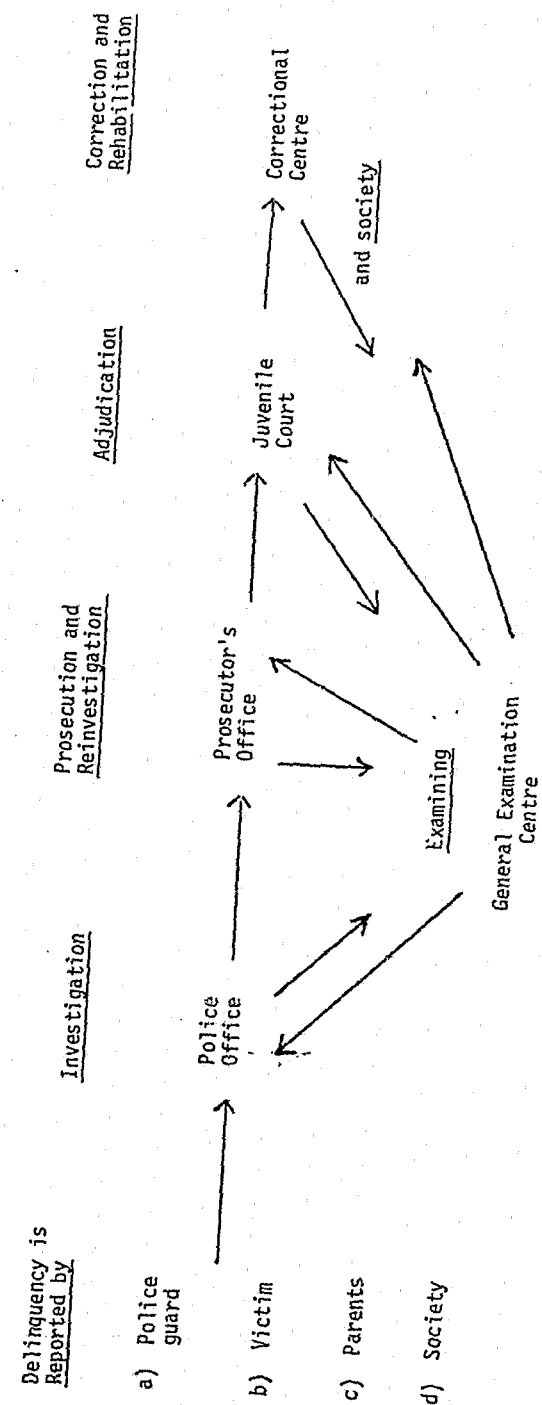 Delinquency is
Reported by
Investigation
Prosecution and
Reinvestigation
Adjudication
Correction and
Rehabilitation
a) Police
guard
b) Victim
c) Parents
d) Society
Police
Office
Prosecutor's
Office
Juvenile
Court
Correctional
Centre
and society
Examining
General Examination
Centre